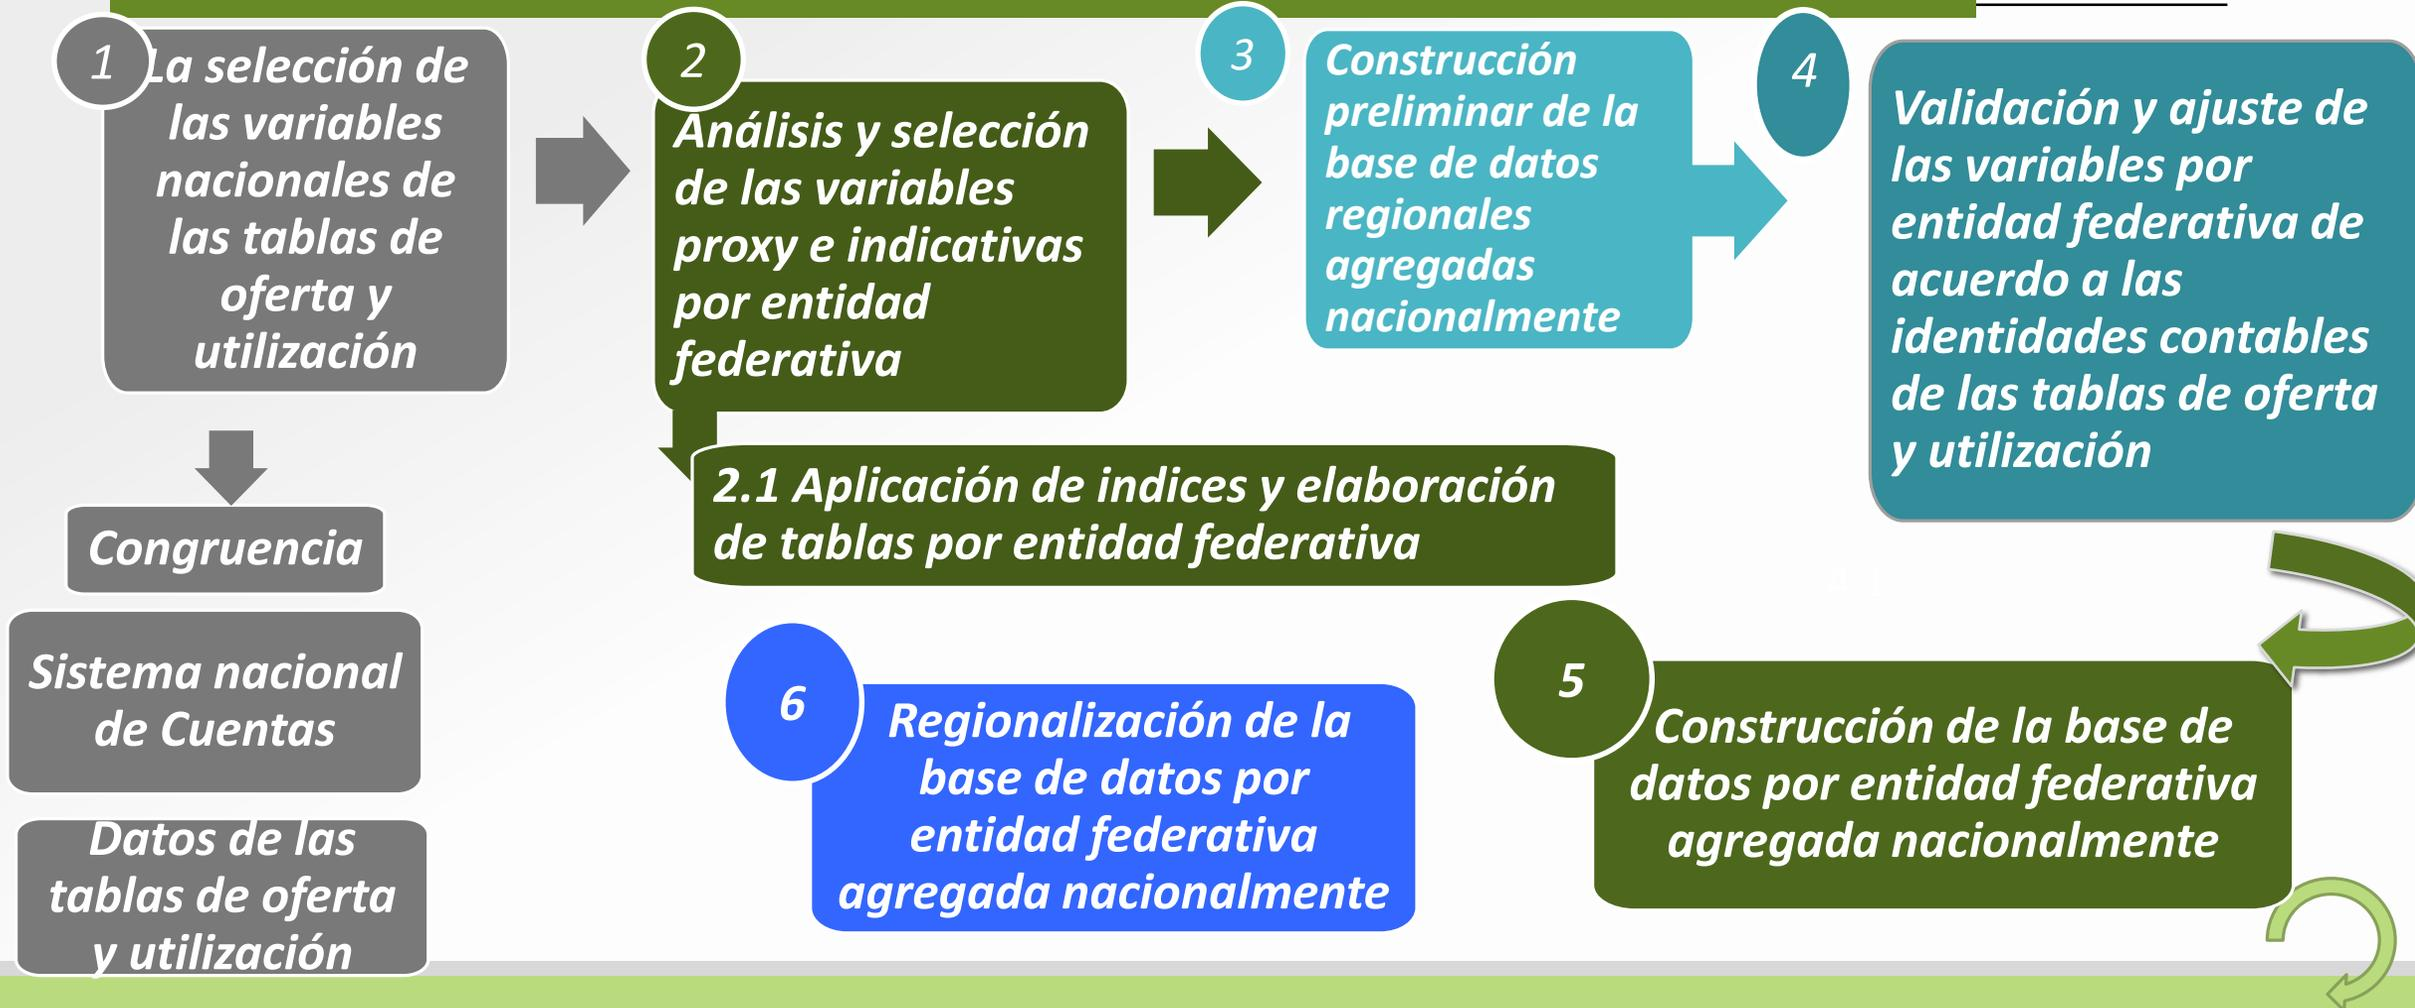 1
La selección de
las variables
nacionales de
las tablas de
oferta y
utilización
Congruencia
Sistema nacional
de Cuentas
Datos de las
tablas de oferta
y utilización
2
Análisis y selección
de las variables
proxy e indicativas
por entidad
federativa
2.1 Aplicación de indices y elaboración
de tablas por entidad federativa
3
Construcción
preliminar de la
base de datos
regionales
agregadas
nacionalmente
4
Validación y ajuste de
las variables por
entidad federativa de
acuerdo a las
identidades contables
de las tablas de oferta
y utilización
5
Construcción de la base de
datos por entidad federativa
agregada nacionalmente
6
Regionalización de la
base de datos por
entidad federativa
agregada nacionalmente